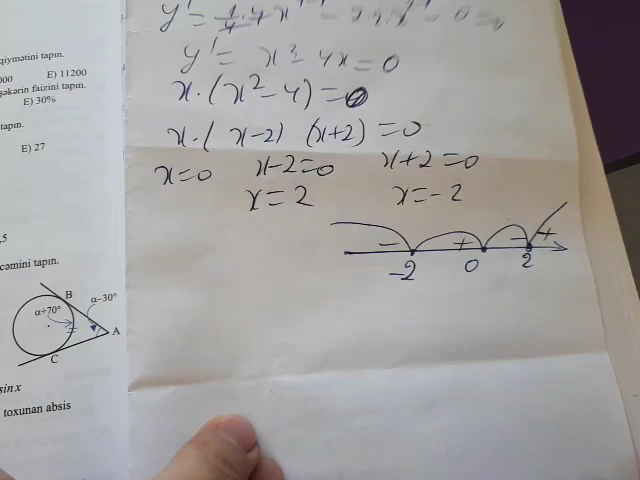 qiymətini tapın.
000 E) 11200
şəkərin faizini tapın.
E) 30%
tapın.
E) 27
,5
cəmini tapın.
B α–30°
α+70°
A
C
sin x
toxunan absis
y' = x³ – 4x = 0
x·(x² – 4) = 0
x·( x–2) (x+2) = 0
x=0 x–2=0 x+2=0
x=2 x=–2
– + – +
–2 0 2